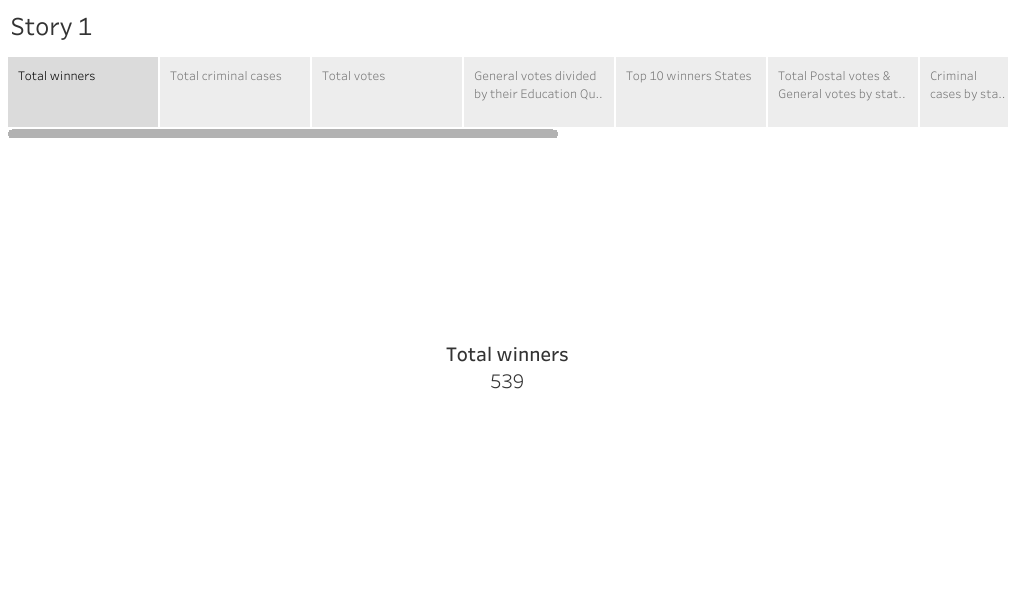 Story 1
Total winners
Total criminal cases
Total votes
General votes divided
by their Education Qu..
Top 10 winners States
Total Postal votes &
General votes by stat..
Criminal
cases by sta..
Total winners
539